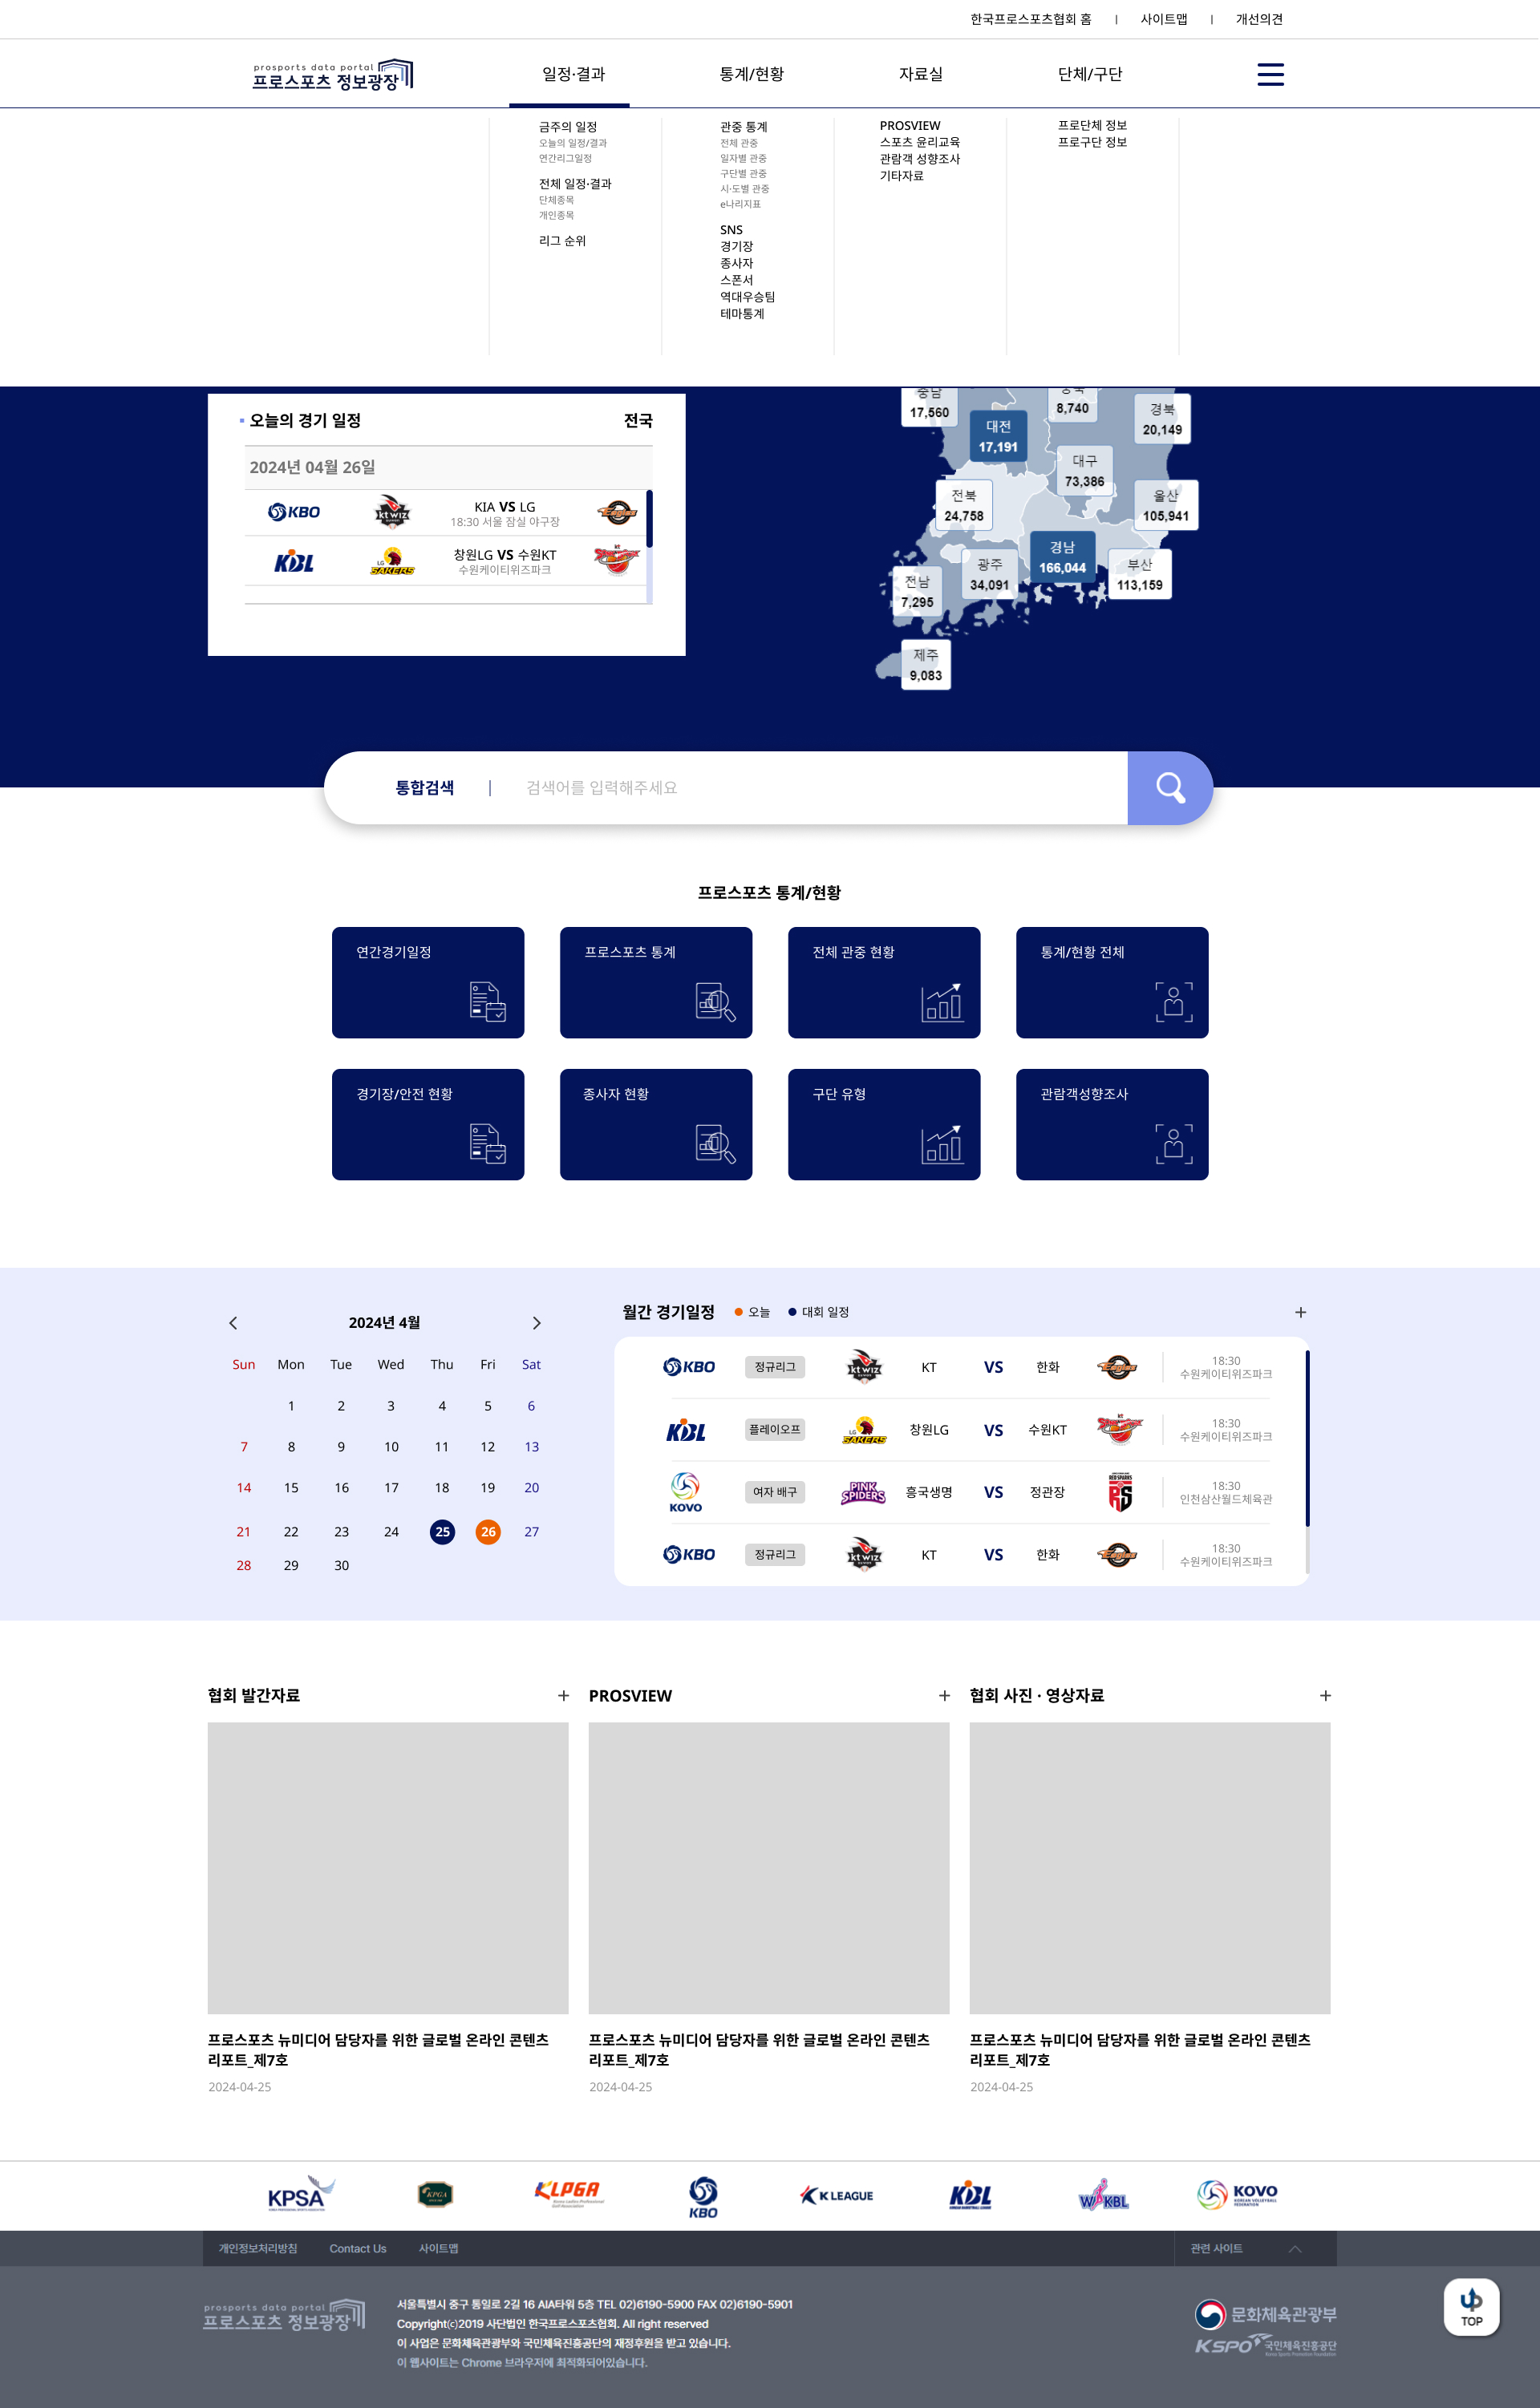 한국프로스포츠협회 홈 | 사이트맵 | 개선의견
prosports data portal
프로스포츠 정보광장
일정·결과
통계/현황
자료실
단체/구단
금주의 일정
오늘의 일정/결과
연간리그일정
전체 일정·결과
단체종목
개인종목
리그 순위
관중 통계
전체 관중
일자별 관중
구단별 관중
시·도별 관중
e나리지표
SNS
경기장
종사자
스폰서
역대우승팀
테마통계
PROSVIEW
스포츠 윤리교육
관람객 성향조사
기타자료
프로단체 정보
프로구단 정보
오늘의 경기 일정
전국
2024년 04월 26일
KBO
kt wiz
KIA VS LG
18:30 서울 잠실 야구장
Eagles
KBL
LG SAKERS
창원LG VS 수원KT
수원케이티위즈파크
충남
17,560
대전
17,191
충북
8,740
경북
20,149
대구
73,386
전북
24,758
울산
105,941
경남
166,044
광주
34,091
부산
113,159
전남
7,295
제주
9,083
통합검색 | 검색어를 입력해주세요
프로스포츠 통계/현황
연간경기일정
프로스포츠 통계
전체 관중 현황
통계/현황 전체
경기장/안전 현황
종사자 현황
구단 유형
관람객성향조사
2024년 4월
Sun Mon Tue Wed Thu Fri Sat
1 2 3 4 5 6
7 8 9 10 11 12 13
14 15 16 17 18 19 20
21 22 23 24 25 26 27
28 29 30
월간 경기일정
오늘
대회 일정
KBO 정규리그 kt wiz KT VS 한화 Eagles
18:30
수원케이티위즈파크
KBL 플레이오프 LG SAKERS 창원LG VS 수원KT kt
18:30
수원케이티위즈파크
KOVO 여자 배구 PINK SPIDERS 흥국생명 VS 정관장 RED SPARKS RS
18:30
인천삼산월드체육관
KBO 정규리그 kt wiz KT VS 한화 Eagles
18:30
수원케이티위즈파크
협회 발간자료
프로스포츠 뉴미디어 담당자를 위한 글로벌 온라인 콘텐츠
리포트_제7호
2024-04-25
PROSVIEW
프로스포츠 뉴미디어 담당자를 위한 글로벌 온라인 콘텐츠
리포트_제7호
2024-04-25
협회 사진 · 영상자료
프로스포츠 뉴미디어 담당자를 위한 글로벌 온라인 콘텐츠
리포트_제7호
2024-04-25
KPSA
KPGA
KLPGA
KBO
K LEAGUE
KBL
WKBL
KOVO
KOREAN VOLLEYBALL
FEDERATION
개인정보처리방침
Contact Us
사이트맵
관련 사이트
prosports data portal
프로스포츠 정보광장
서울특별시 중구 통일로 2길 16 AIA타워 5층 TEL 02)6190-5900 FAX 02)6190-5901
Copyright(c)2019 사단법인 한국프로스포츠협회. All right reserved
이 사업은 문화체육관광부와 국민체육진흥공단의 재정후원을 받고 있습니다.
이 웹사이트는 Chrome 브라우저에 최적화되어있습니다.
문화체육관광부
KSPO 국민체육진흥공단
UP
TOP